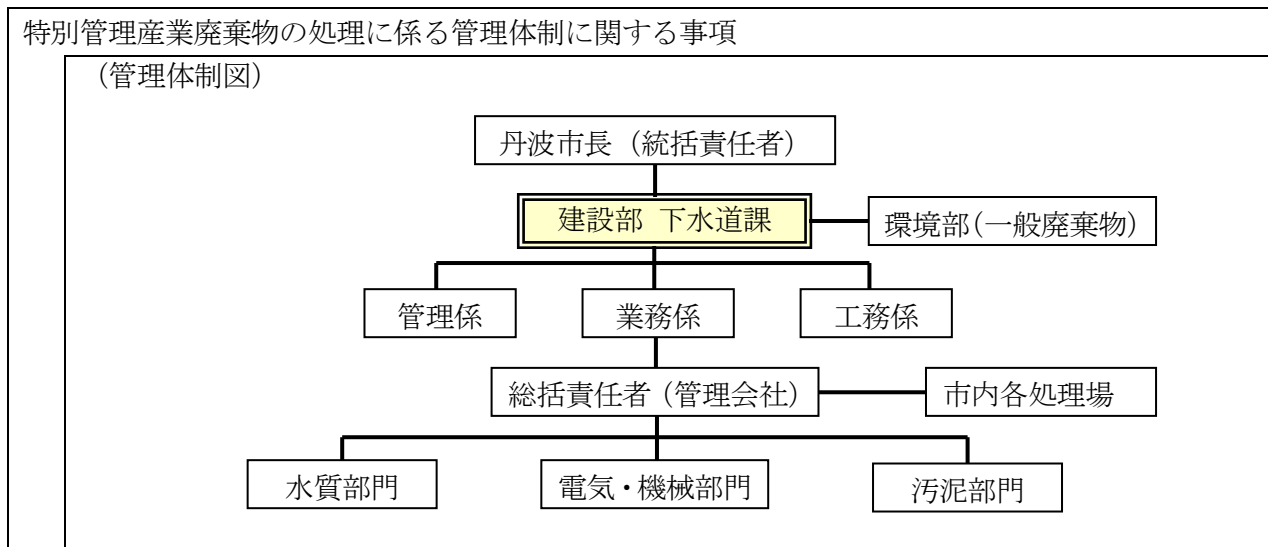 特別管理産業廃棄物の処理に係る管理体制に関する事項
（管理体制図）
丹波市長（統括責任者）
建設部 下水道課
環境部（一般廃棄物）
管理係
業務係
工務係
総括責任者（管理会社）
市内各処理場
水質部門
電気・機械部門
汚泥部門